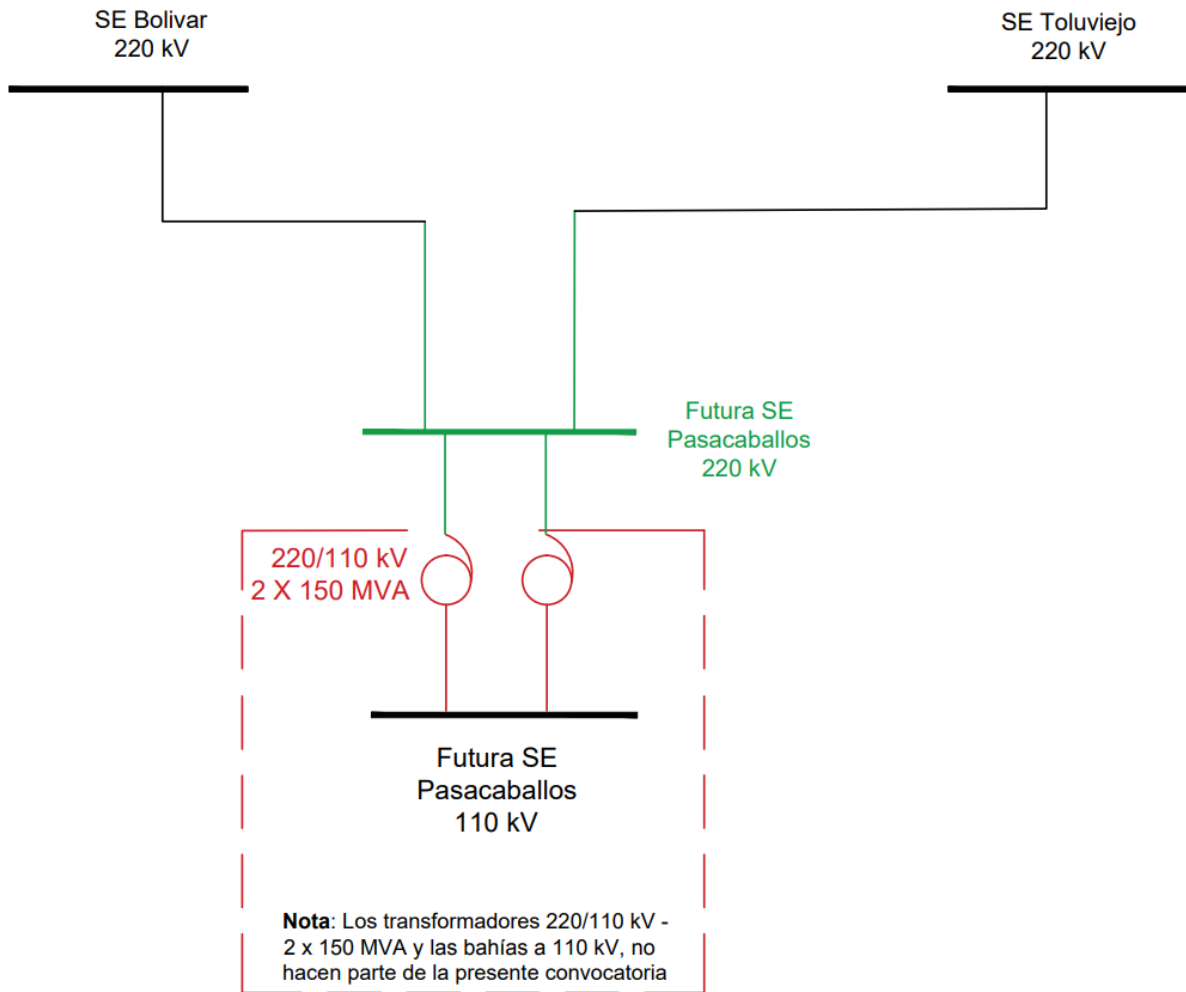 SE Bolivar
220 kV
SE Toluviejo
220 kV
Futura SE
Pasacaballos
220 kV
220/110 kV
2 X 150 MVA
Futura SE
Pasacaballos
110 kV
Nota: Los transformadores 220/110 kV -
2 x 150 MVA y las bahías a 110 kV, no
hacen parte de la presente convocatoria